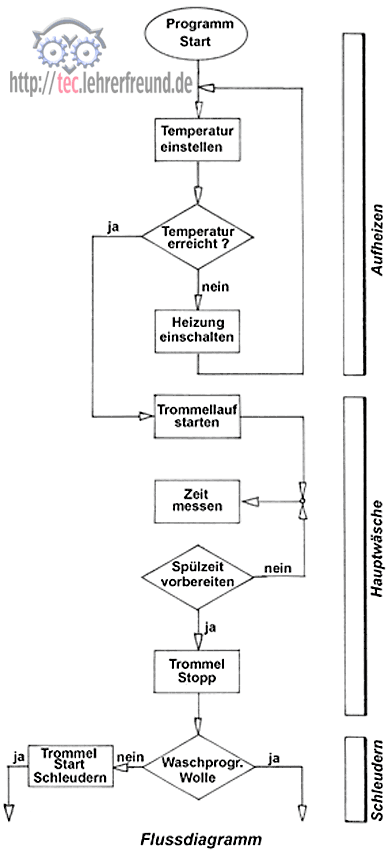 Programm
Start
http://tec.lehrerfreund.de
Temperatur
einstellen
Temperatur
erreicht ?
ja
nein
Heizung
einschalten
Aufheizen
Trommellauf
starten
Zeit
messen
Spülzeit
vorbereiten
nein
ja
Trommel
Stopp
Hauptwäsche
Waschprogr.
Wolle
nein
ja
Trommel
Start
Schleudern
ja
Schleudern
Flussdiagramm